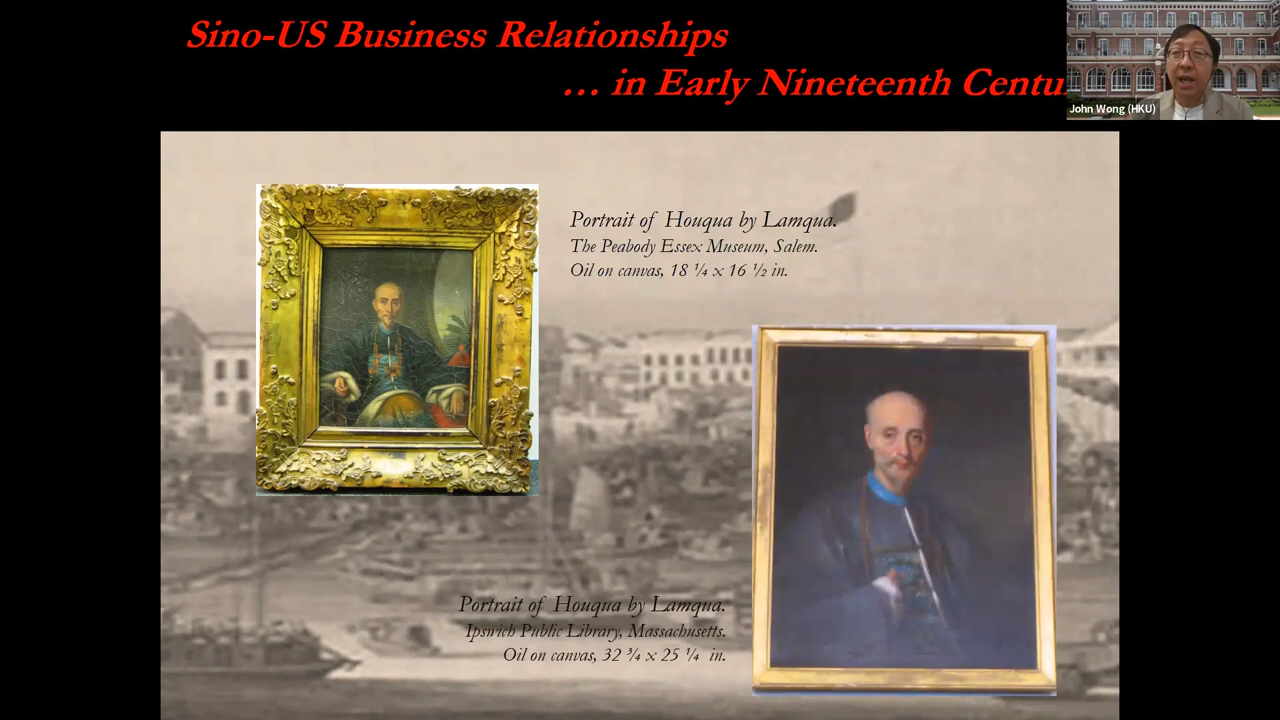 Sino-US Business Relationships
… in Early Nineteenth Centu
John Wong (HKU)
Portrait of Houqua by Lamqua.
The Peabody Essex Museum, Salem.
Oil on canvas, 18 ¼ x 16 ½ in.
Portrait of Houqua by Lamqua.
Ipswich Public Library, Massachusetts.
Oil on canvas, 32 ¾ x 25 ¼ in.